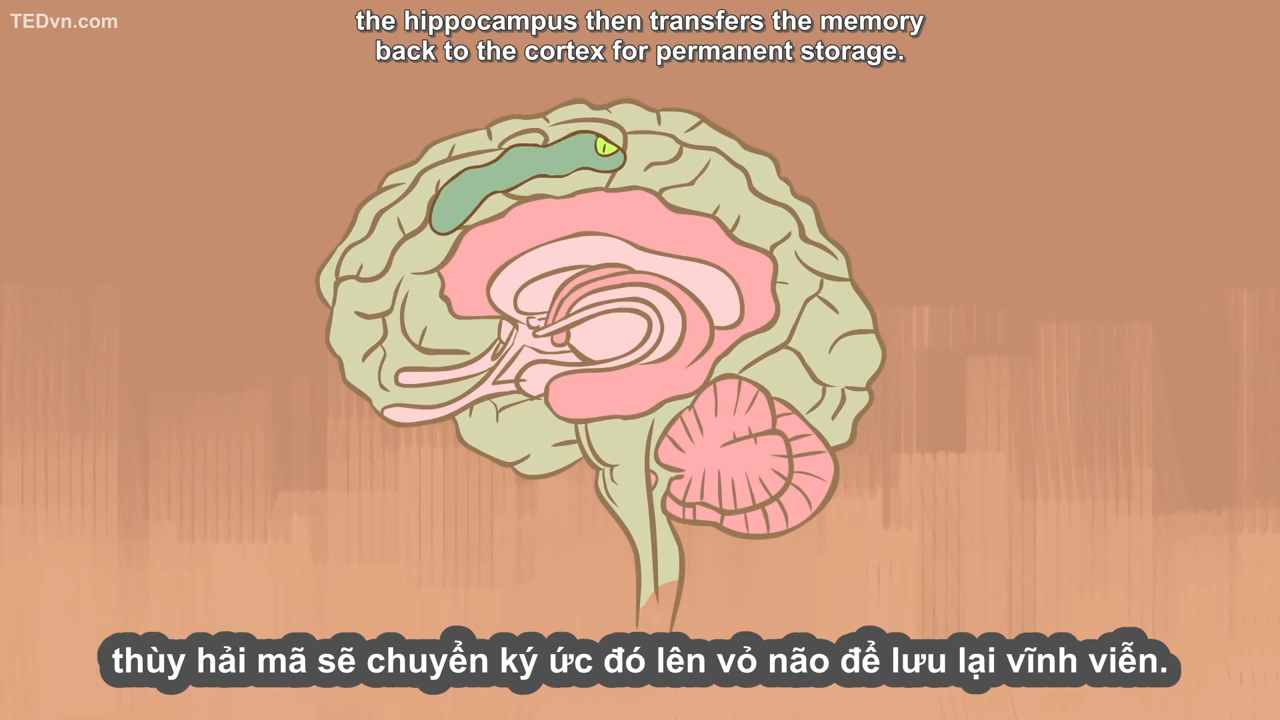 TEDvn.com
the hippocampus then transfers the memory
back to the cortex for permanent storage.
thùy hải mã sẽ chuyển ký ức đó lên vỏ não để lưu lại vĩnh viễn.